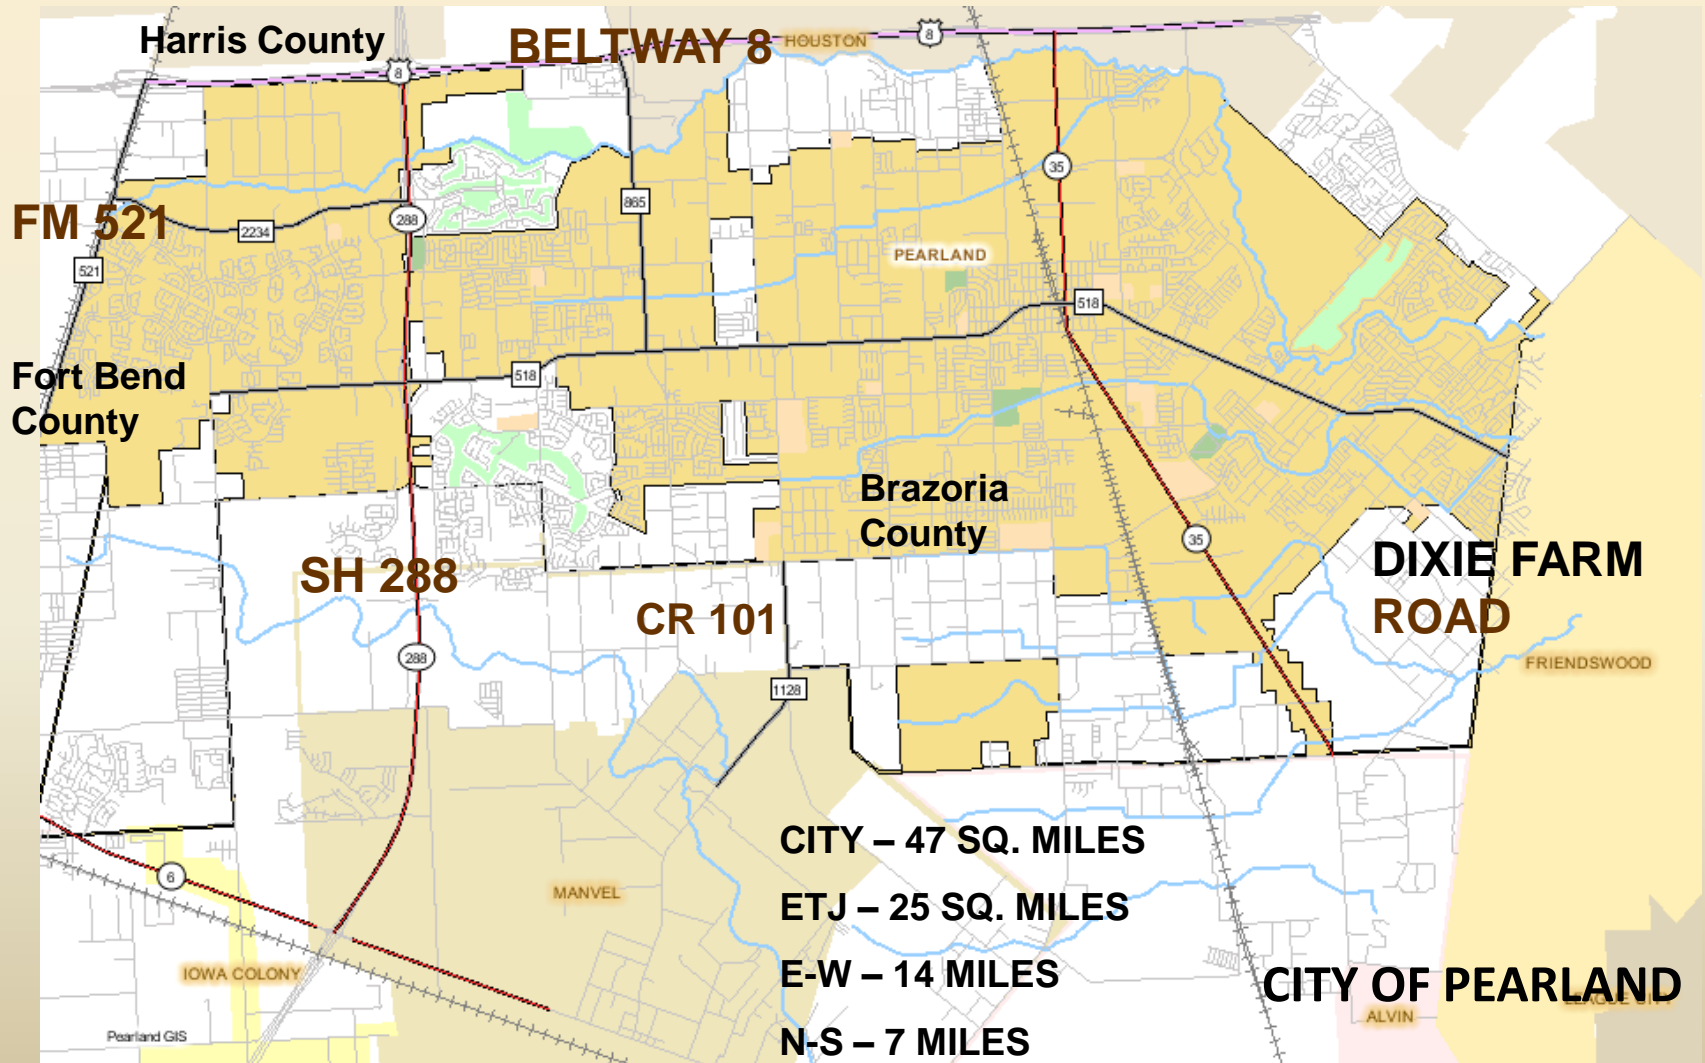 Harris County
BELTWAY 8
HOUSTON
8
8
35
FM 521
2234
288
865
521
PEARLAND
518
Fort Bend
County
518
Brazoria
County
35
DIXIE FARM
ROAD
SH 288
CR 101
288
1128
FRIENDSWOOD
CITY – 47 SQ. MILES
6
MANVEL
ETJ – 25 SQ. MILES
IOWA COLONY
E-W – 14 MILES
CITY OF PEARLAND
LEAGUE CITY
ALVIN
Pearland GIS
N-S – 7 MILES